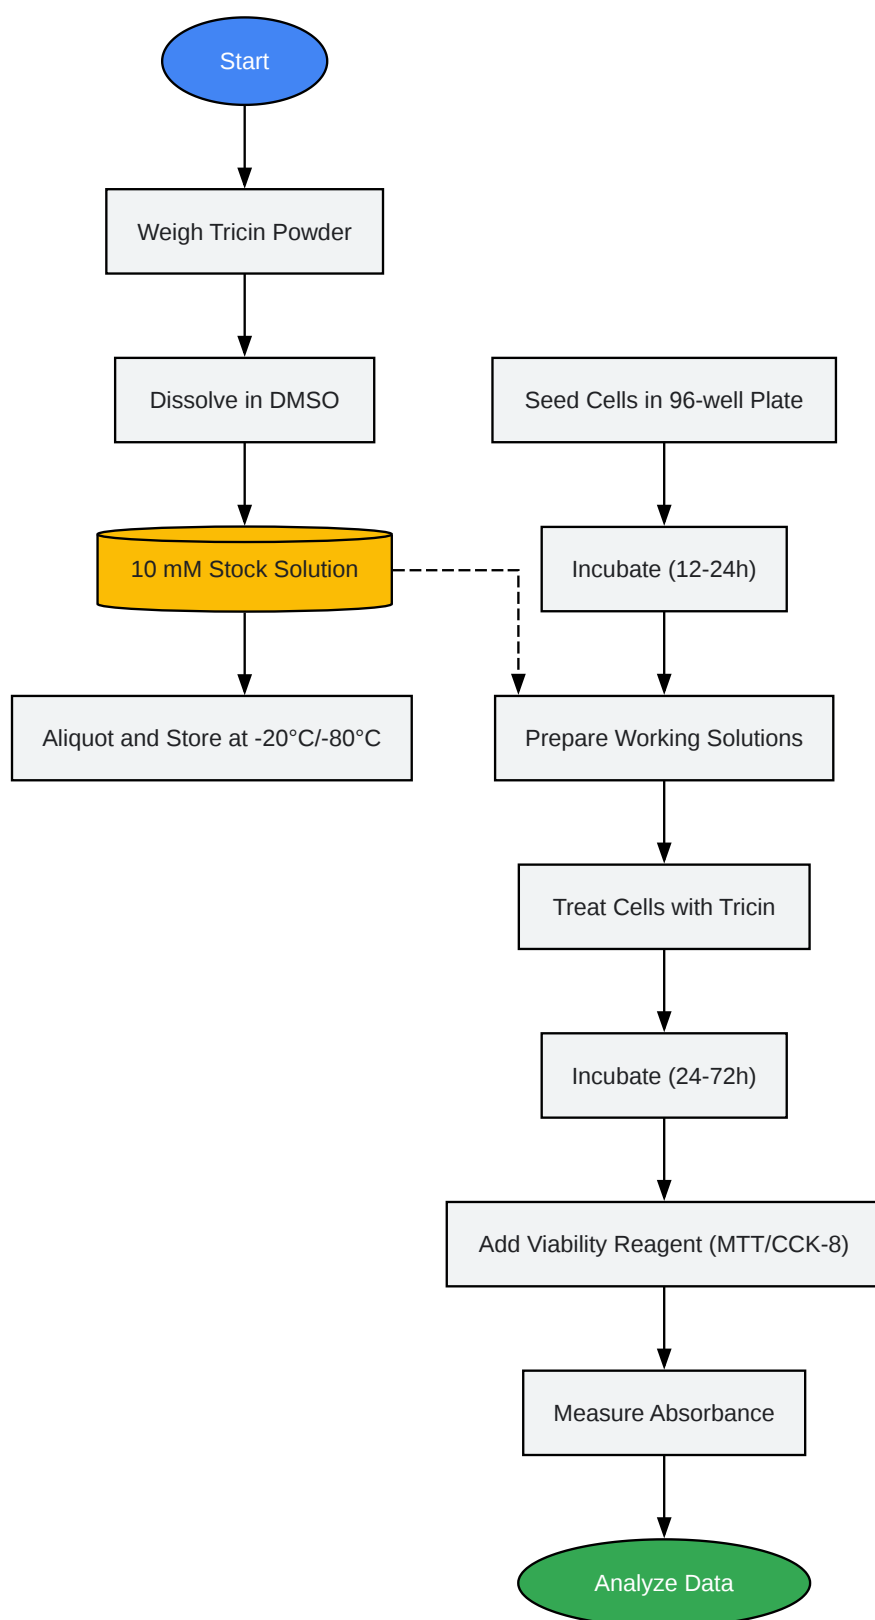 Start
Weigh Tricin Powder
Dissolve in DMSO
10 mM Stock Solution
Aliquot and Store at -20°C/-80°C
Seed Cells in 96-well Plate
Incubate (12-24h)
Prepare Working Solutions
Treat Cells with Tricin
Incubate (24-72h)
Add Viability Reagent (MTT/CCK-8)
Measure Absorbance
Analyze Data